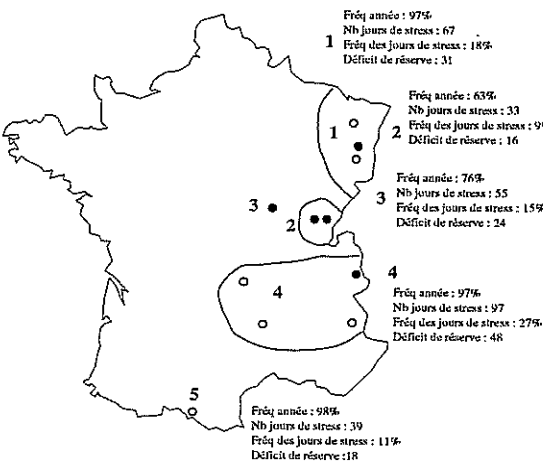 Fréq année : 97%
Nb jours de stress : 67
1 Fréq des jours de stress : 18%
Déficit de réserve : 31
Fréq année : 63%
Nb jours de stress : 33
2 Fréq des jours de stress : 9%
Déficit de réserve : 16
1
Fréq année : 76%
3 Nb jours de stress : 55
Fréq des jours de stress : 15%
Déficit de réserve : 24
3
2
4
Fréq année : 97%
Nb jours de stress : 97
Fréq des jours de stress : 27%
Déficit de réserve : 48
4
5
Fréq année : 98%
Nb jours de stress : 39
Fréq des jours de stress : 11%
Déficit de réserve :18